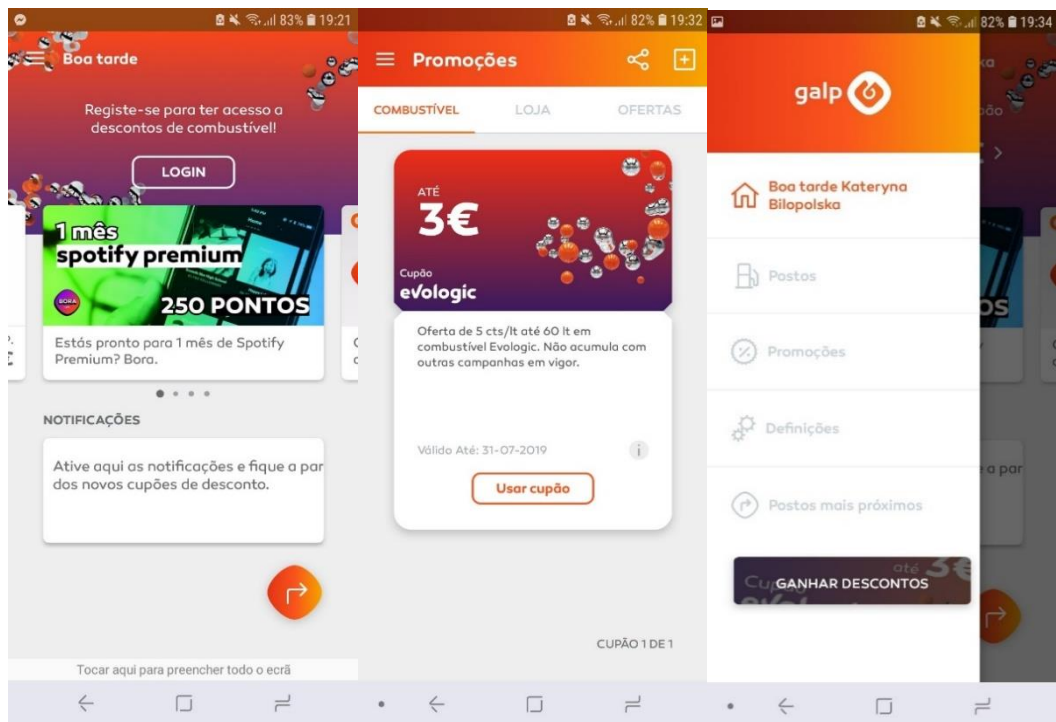 83% 19:21
Boa tarde
Registe-se para ter acesso a
descontos de combustível!
LOGIN
1 mês
spotify premium
BORA
250 PONTOS
Estás pronto para 1 mês de Spotify
Premium? Bora.
NOTIFICAÇÕES
Ative aqui as notificações e fique a par
dos novos cupões de desconto.
Tocar aqui para preencher todo o ecrã
82% 19:32
Promoções
COMBUSTÍVEL LOJA OFERTAS
ATÉ
3€
Cupão
evologic
Oferta de 5 cts/lt até 60 lt em
combustível Evologic. Não acumula com
outras campanhas em vigor.
Válido Até: 31-07-2019
Usar cupão
CUPÃO 1 DE 1
82% 19:34
galp
Boa tarde Kateryna
Bilopolska
Postos
Promoções
Definições
Postos mais próximos
até 3€
Cupão
GANHAR DESCONTOS
evologic
a par